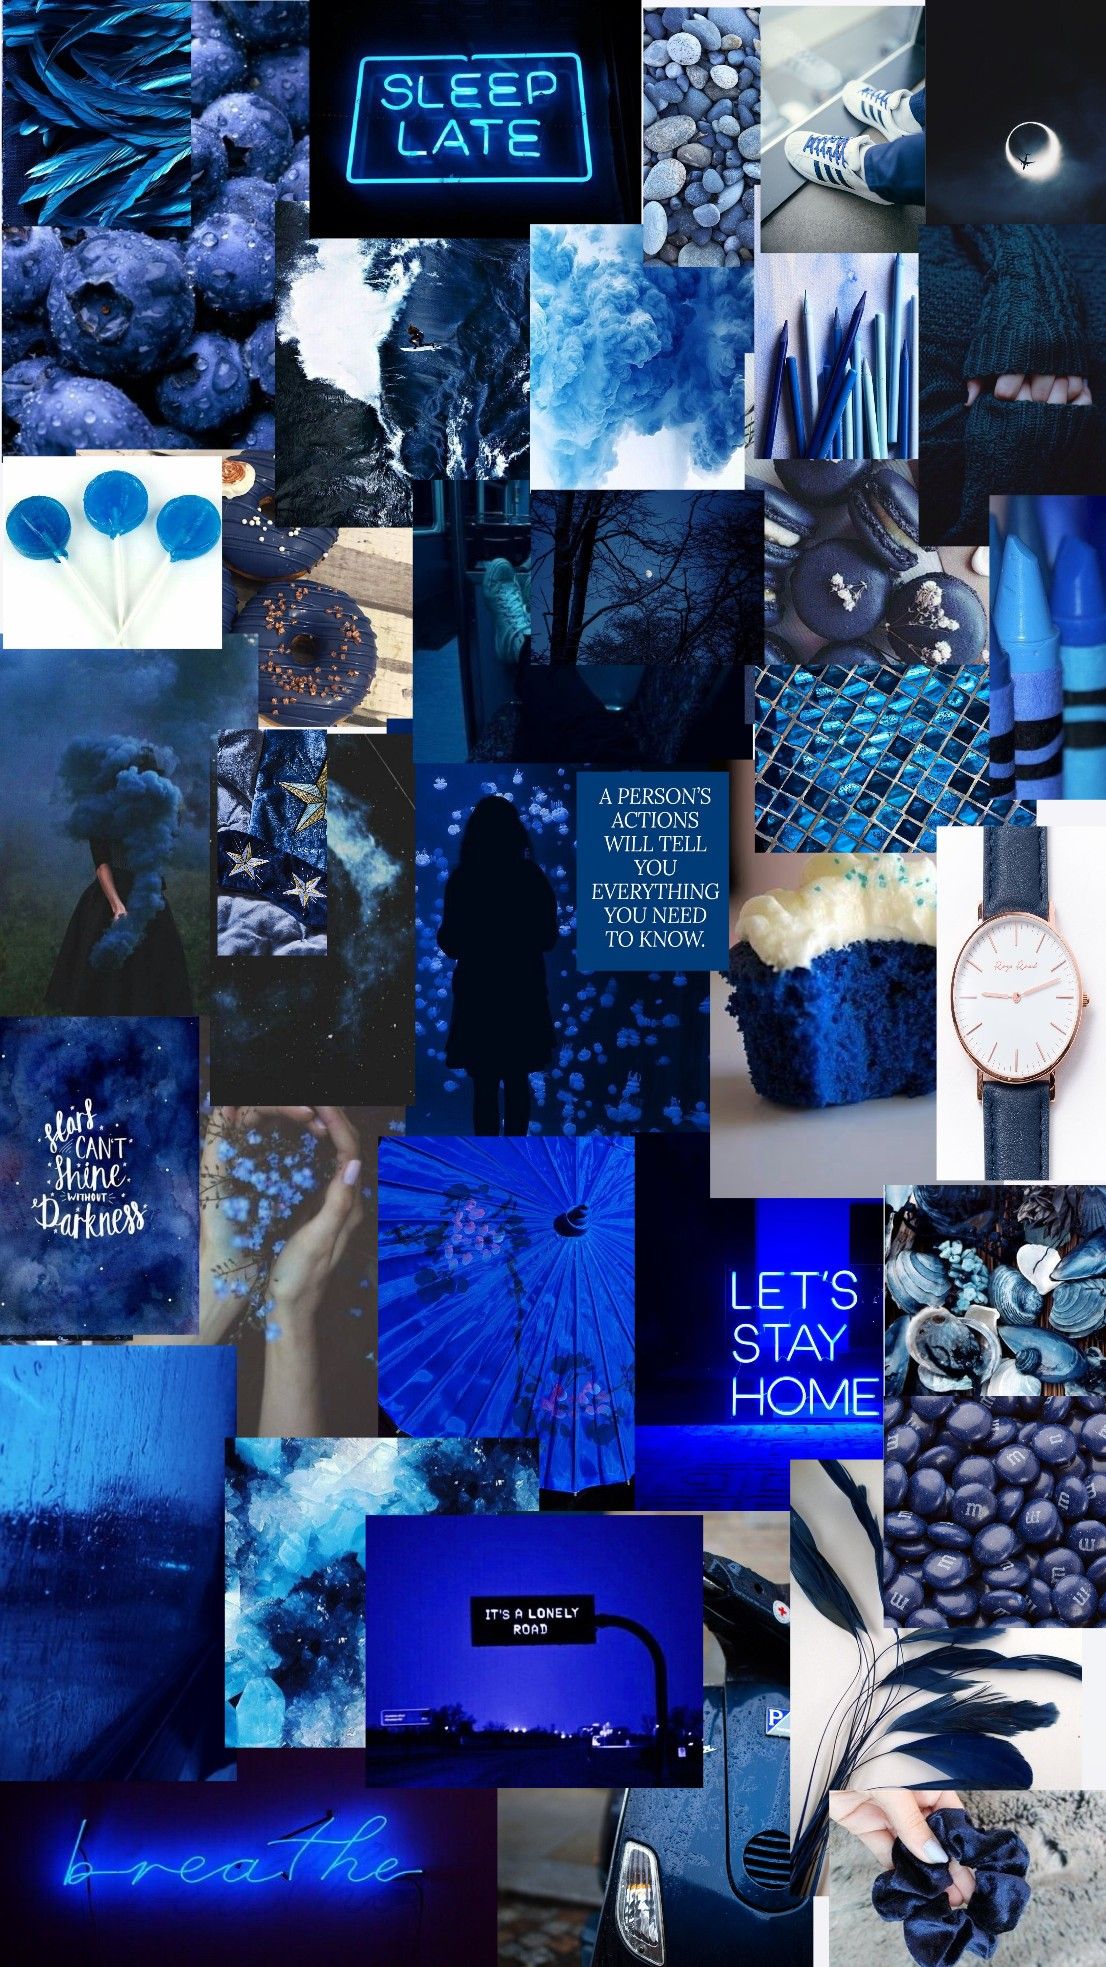 SLEEP
LATE
A PERSON'S
ACTIONS
WILL TELL
YOU
EVERYTHING
YOU NEED
TO KNOW.
stars
CAN'T
shine
WITHOUT
Darkness
LET'S
STAY
HOME
m
m
m
m
m
IT'S A LONELY
ROAD
P
breathe